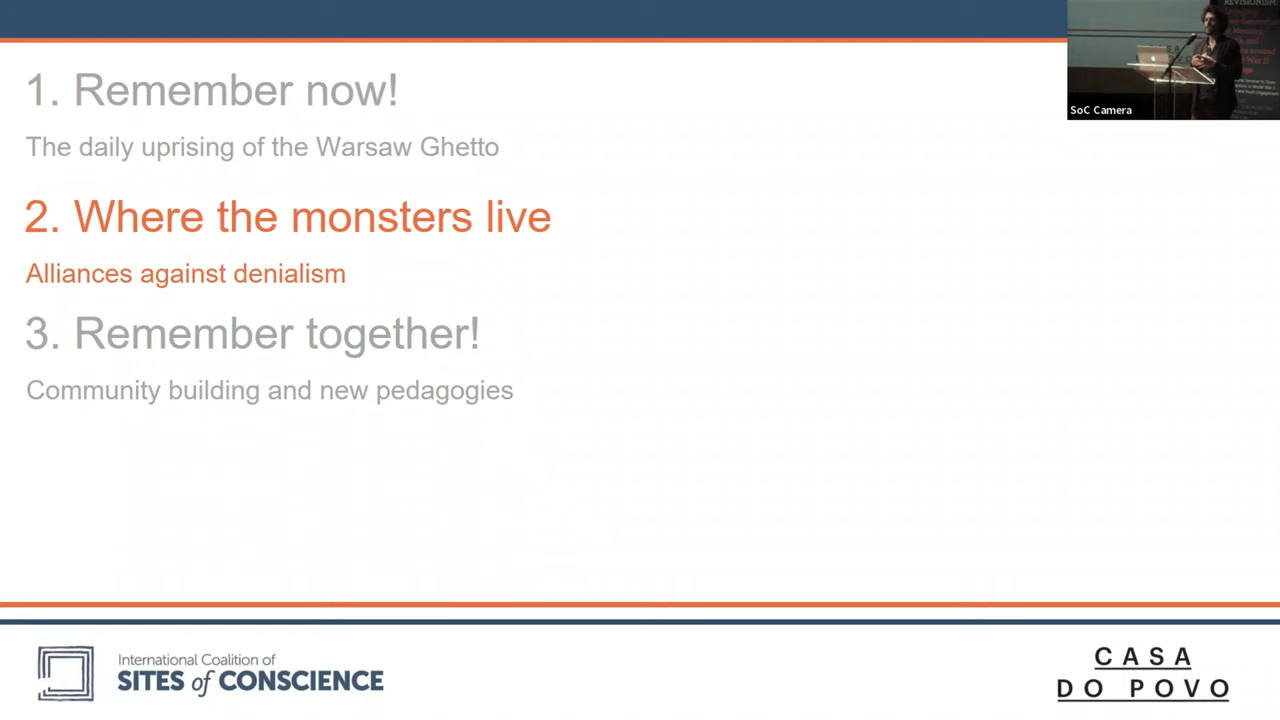 REVISIONISM:
SoC Camera
1. Remember now!
The daily uprising of the Warsaw Ghetto
2. Where the monsters live
Alliances against denialism
3. Remember together!
Community building and new pedagogies
International Coalition of
SITES of CONSCIENCE
CASA
DO POVO